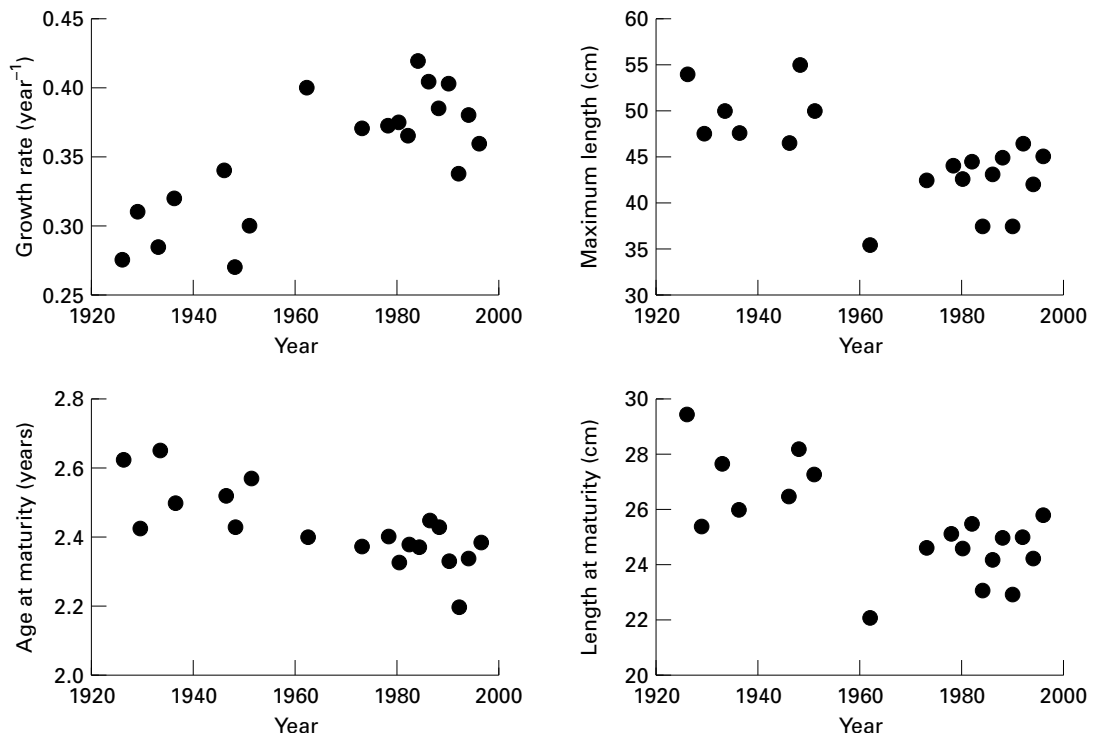 Growth rate (year⁻¹)
0.45
0.40
0.35
0.30
0.25
1920 1940 1960 1980 2000
Year
Maximum length (cm)
60
55
50
45
40
35
30
1920 1940 1960 1980 2000
Year
Age at maturity (years)
2.8
2.6
2.4
2.2
2.0
1920 1940 1960 1980 2000
Year
Length at maturity (cm)
30
28
26
24
22
20
1920 1940 1960 1980 2000
Year